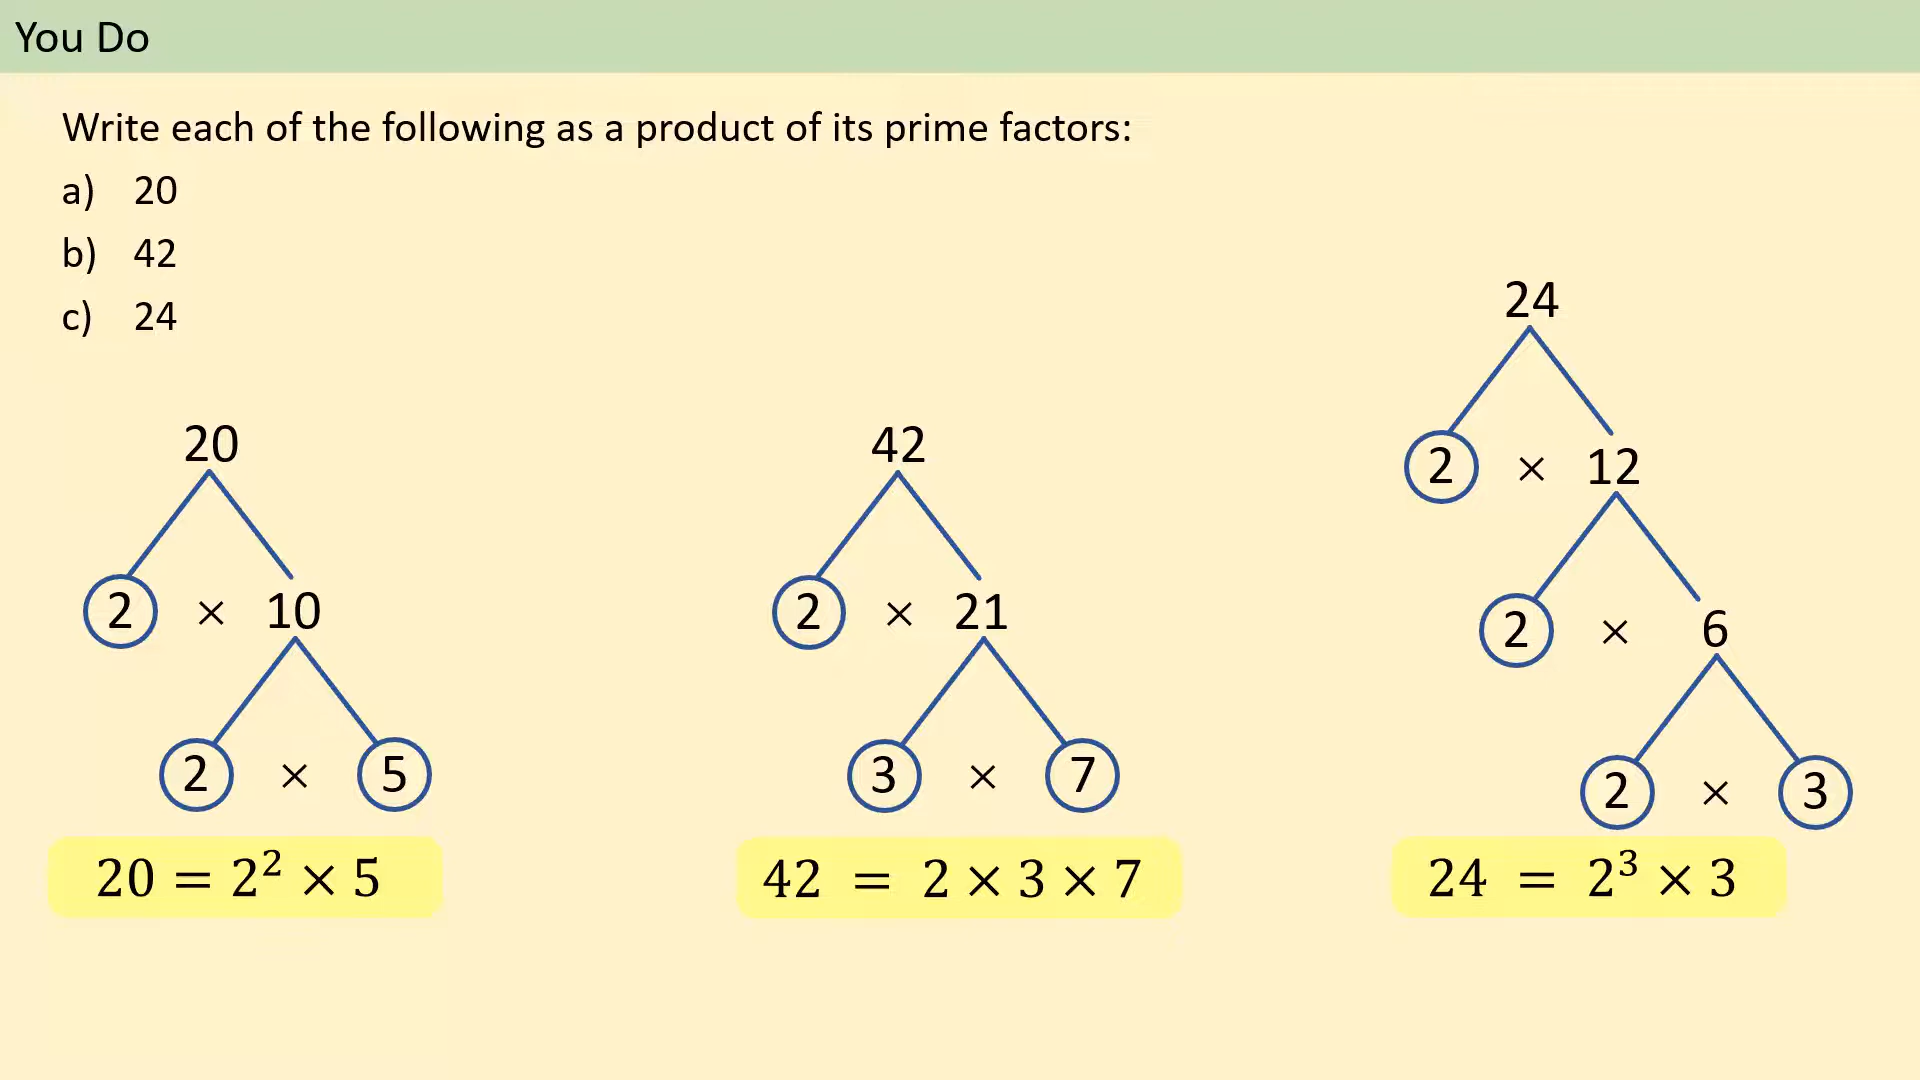 You Do
Write each of the following as a product of its prime factors:
a) 20
b) 42
c) 24
20
2 × 10
2 × 5
20 = 2² × 5
42
2 × 21
3 × 7
42 = 2 × 3 × 7
24
2 × 12
2 × 6
2 × 3
24 = 2³ × 3